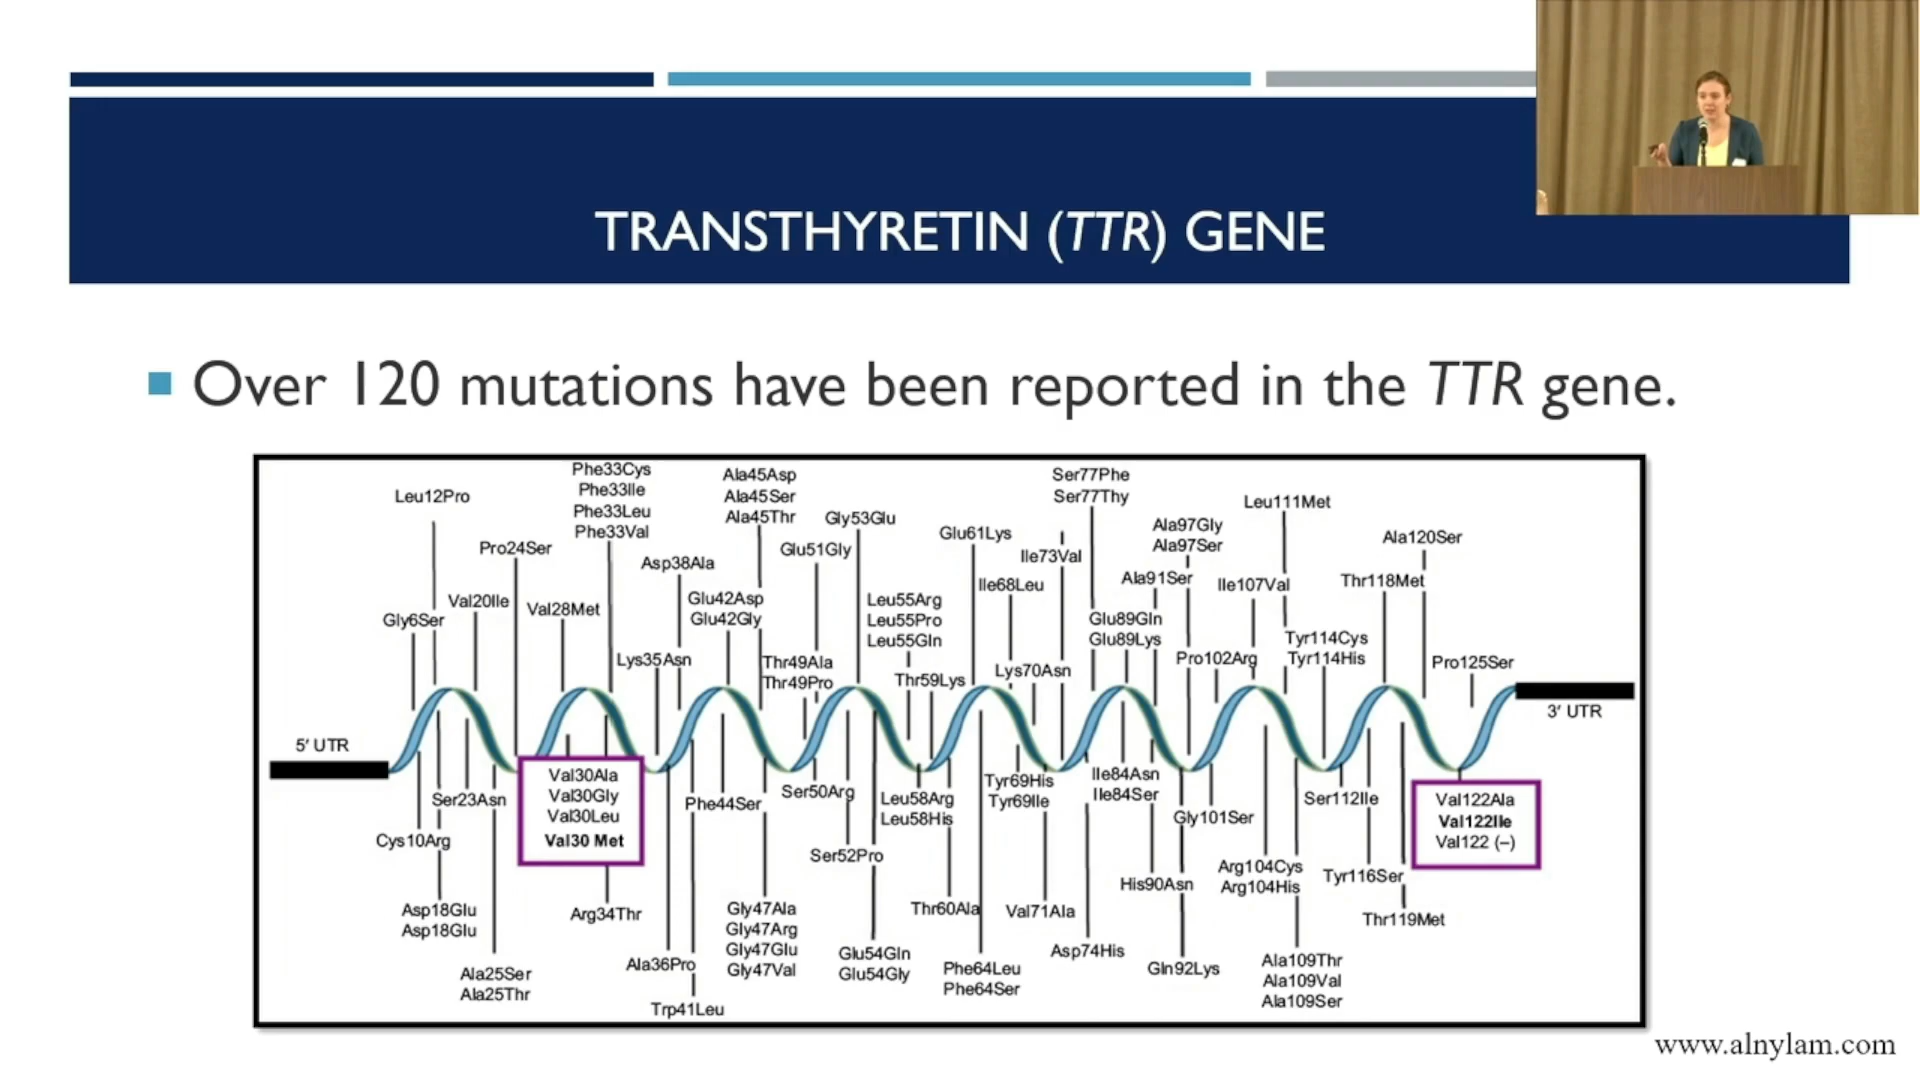 TRANSTHYRETIN (TTR) GENE
Over 120 mutations have been reported in the TTR gene.
Leu12Pro
Phe33Cys
Phe33Ile
Phe33Leu
Phe33Val
Ala45Asp
Ala45Ser
Ala45Thr
Ser77Phe
Ser77Thy
Leu111Met
Pro24Ser
Asp38Ala
Gly53Glu
Glu51Gly
Glu61Lys
Ile73Val
Ala97Gly
Ala97Ser
Ala120Ser
Gly6Ser
Val20Ile
Val28Met
Glu42Asp
Glu42Gly
Leu55Arg
Leu55Pro
Leu55Gln
Ile68Leu
Ala91Ser
Ile107Val
Thr118Met
Lys35Asn
Thr49Ala
Thr49Pro
Thr59Lys
Lys70Asn
Glu89Gln
Glu89Lys
Pro102Arg
Tyr114Cys
Tyr114His
Pro125Ser
5′ UTR
3′ UTR
Val30Ala
Val30Gly
Val30Leu
Val30 Met
Ser23Asn
Cys10Arg
Phe44Ser
Ser50Arg
Leu58Arg
Leu58His
Tyr69His
Tyr69Ile
Ile84Asn
Ile84Ser
Gly101Ser
Ser112Ile
Val122Ala
Val122Ile
Val122 (–)
Ser52Pro
His90Asn
Arg104Cys
Arg104His
Tyr116Ser
Asp18Glu
Asp18Glu
Arg34Thr
Gly47Ala
Gly47Arg
Gly47Glu
Gly47Val
Thr60Ala
Val71Ala
Thr119Met
Ala25Ser
Ala25Thr
Ala36Pro
Trp41Leu
Glu54Gln
Glu54Gly
Phe64Leu
Phe64Ser
Asp74His
Gln92Lys
Ala109Thr
Ala109Val
Ala109Ser
www.alnylam.com